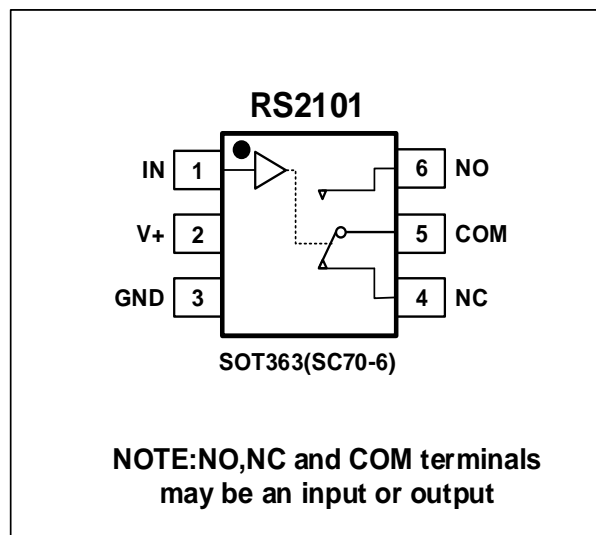 RS2101
IN 1
6 NO
V+ 2
5 COM
GND 3
4 NC
SOT363(SC70-6)
NOTE:NO,NC and COM terminals
may be an input or output